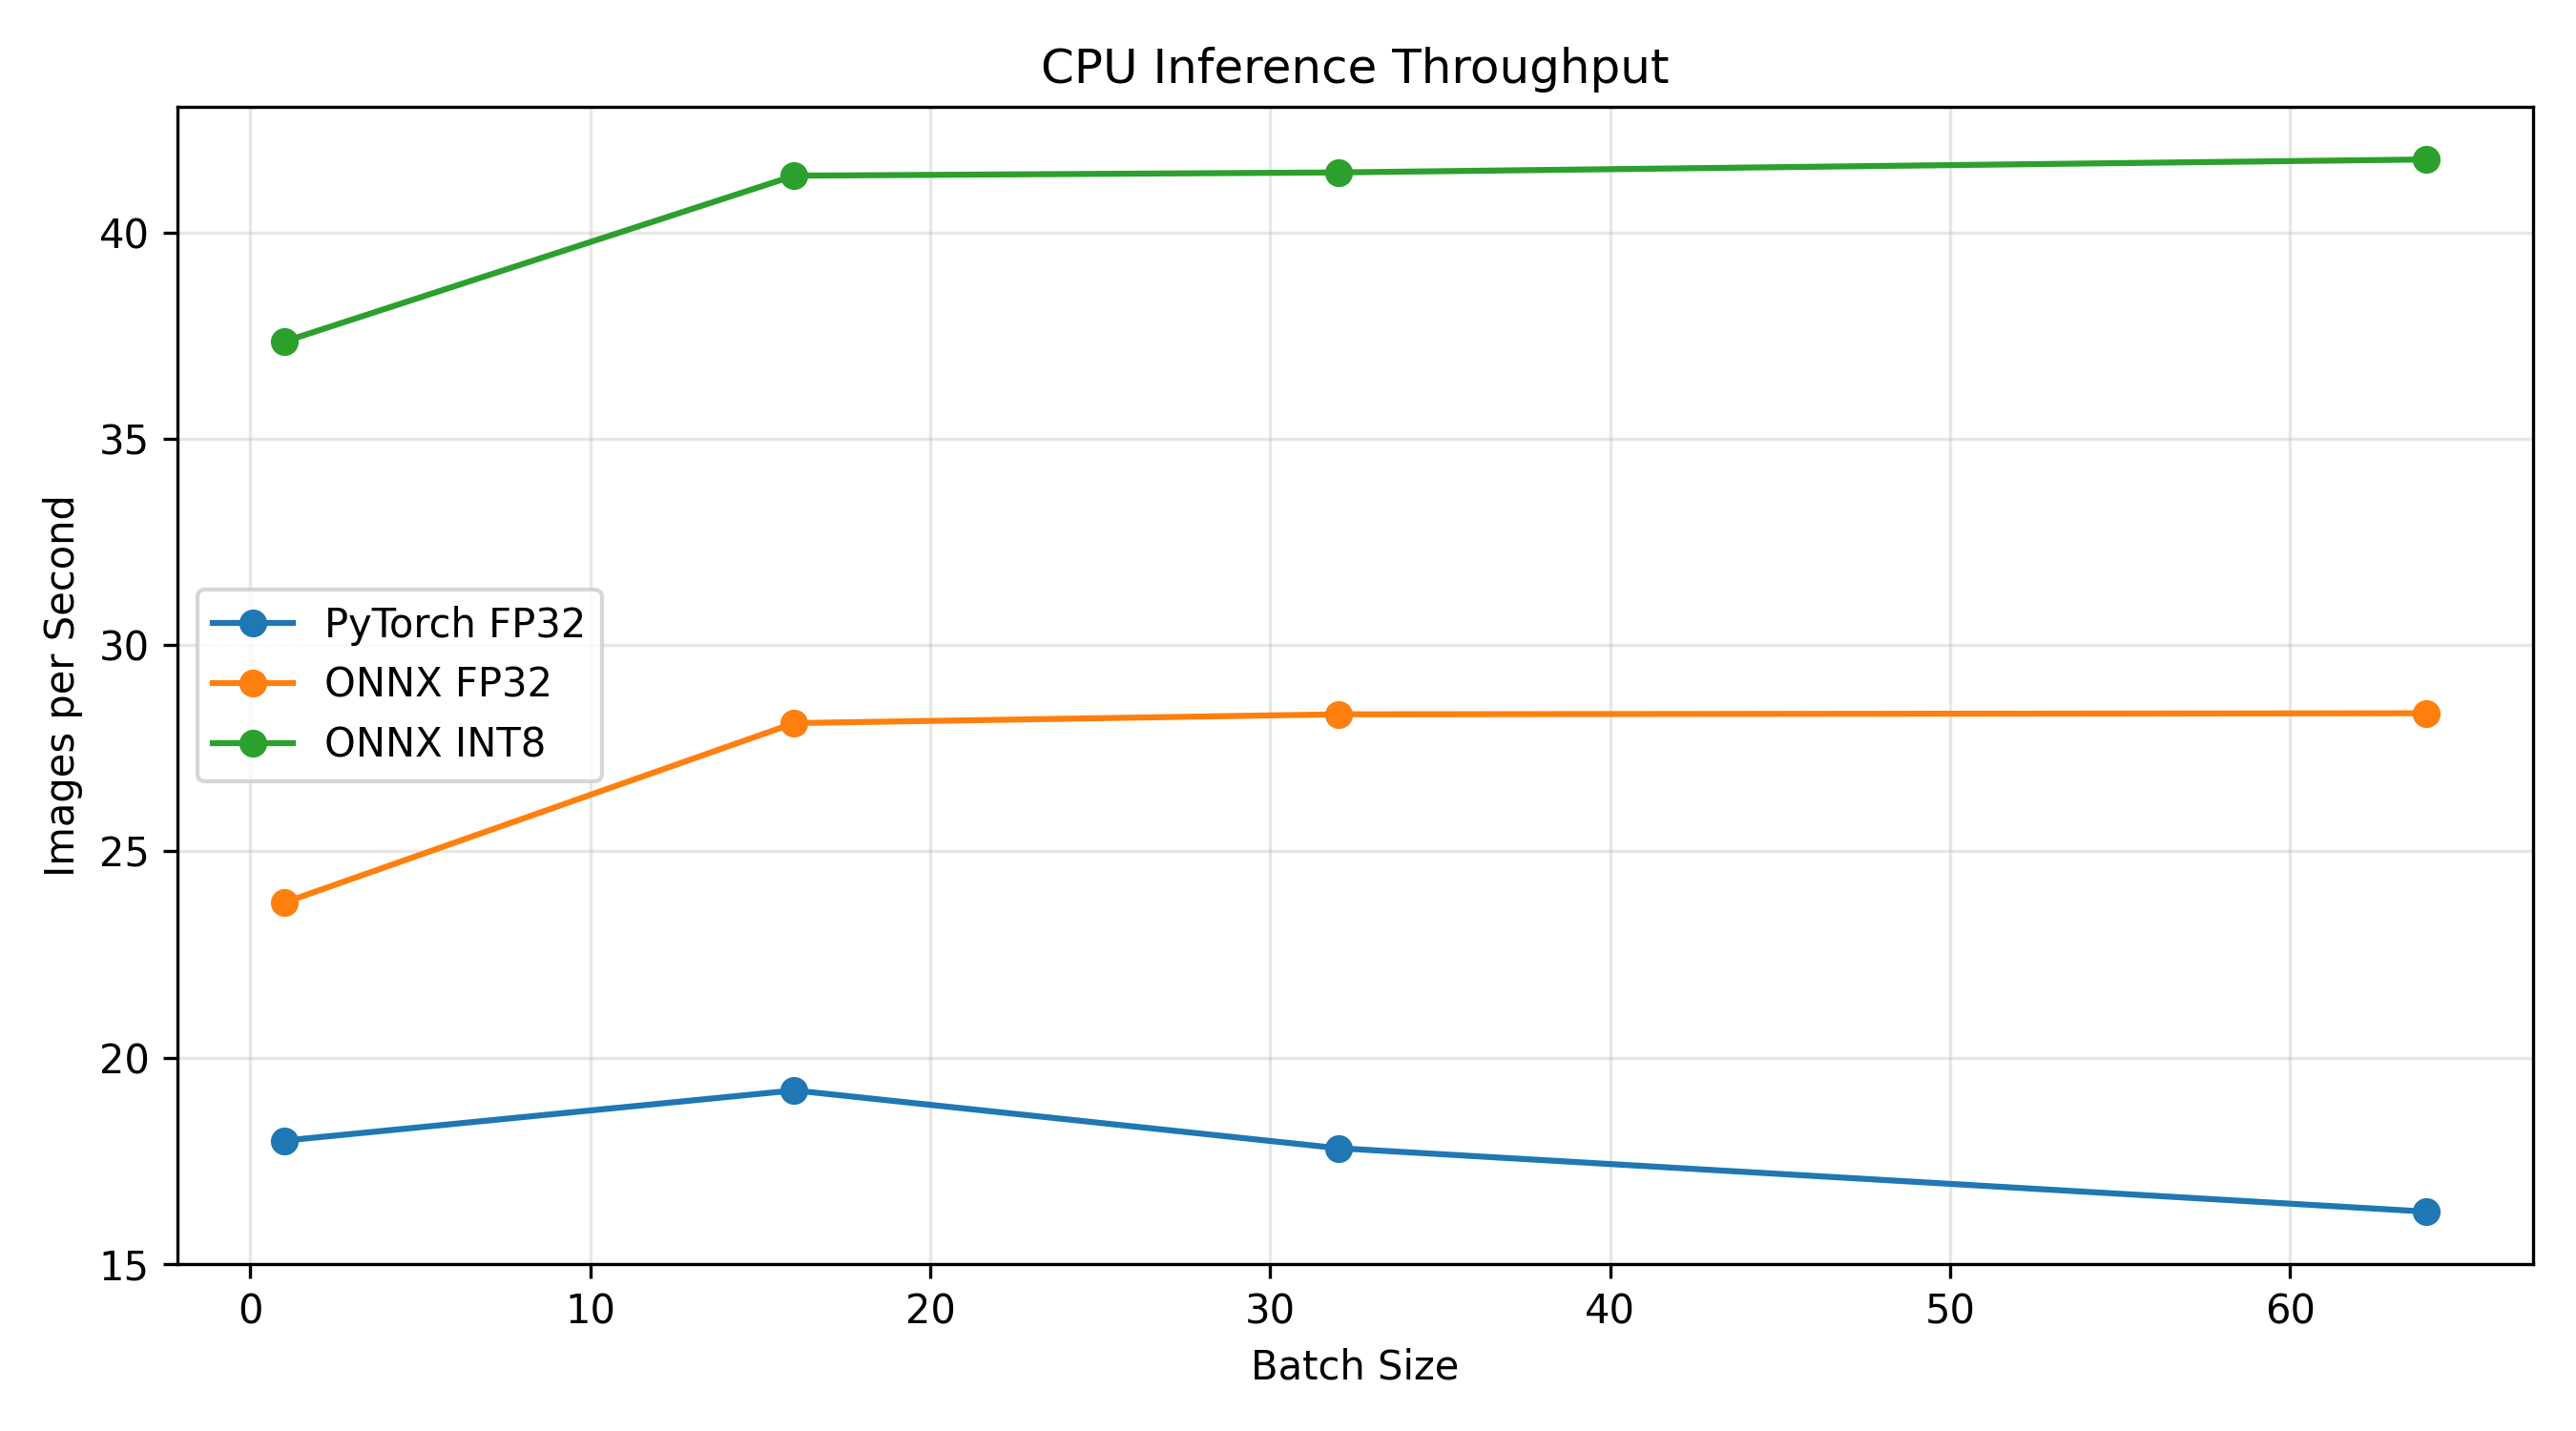 CPU Inference Throughput
Images per Second
40
35
30
25
20
15
PyTorch FP32
ONNX FP32
ONNX INT8
0 10 20 30 40 50 60
Batch Size